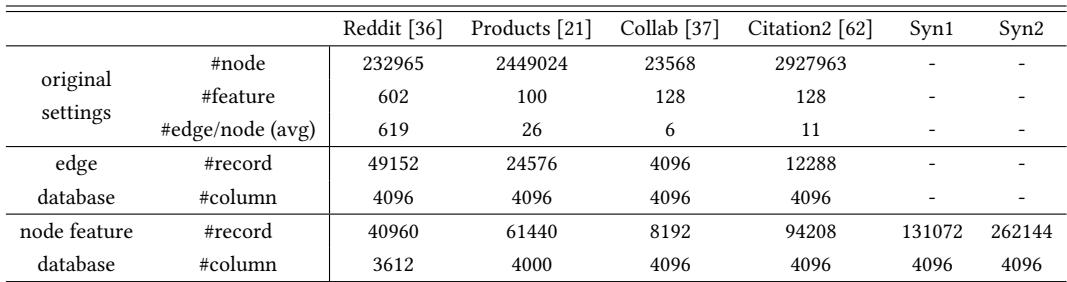 Reddit [36] Products [21] Collab [37] Citation2 [62] Syn1 Syn2
original settings #node 232965 2449024 23568 2927963 - -
#feature 602 100 128 128 - -
#edge/node (avg) 619 26 6 11 - -
edge #record 49152 24576 4096 12288 - -
database #column 4096 4096 4096 4096 - -
node feature #record 40960 61440 8192 94208 131072 262144
database #column 3612 4000 4096 4096 4096 4096